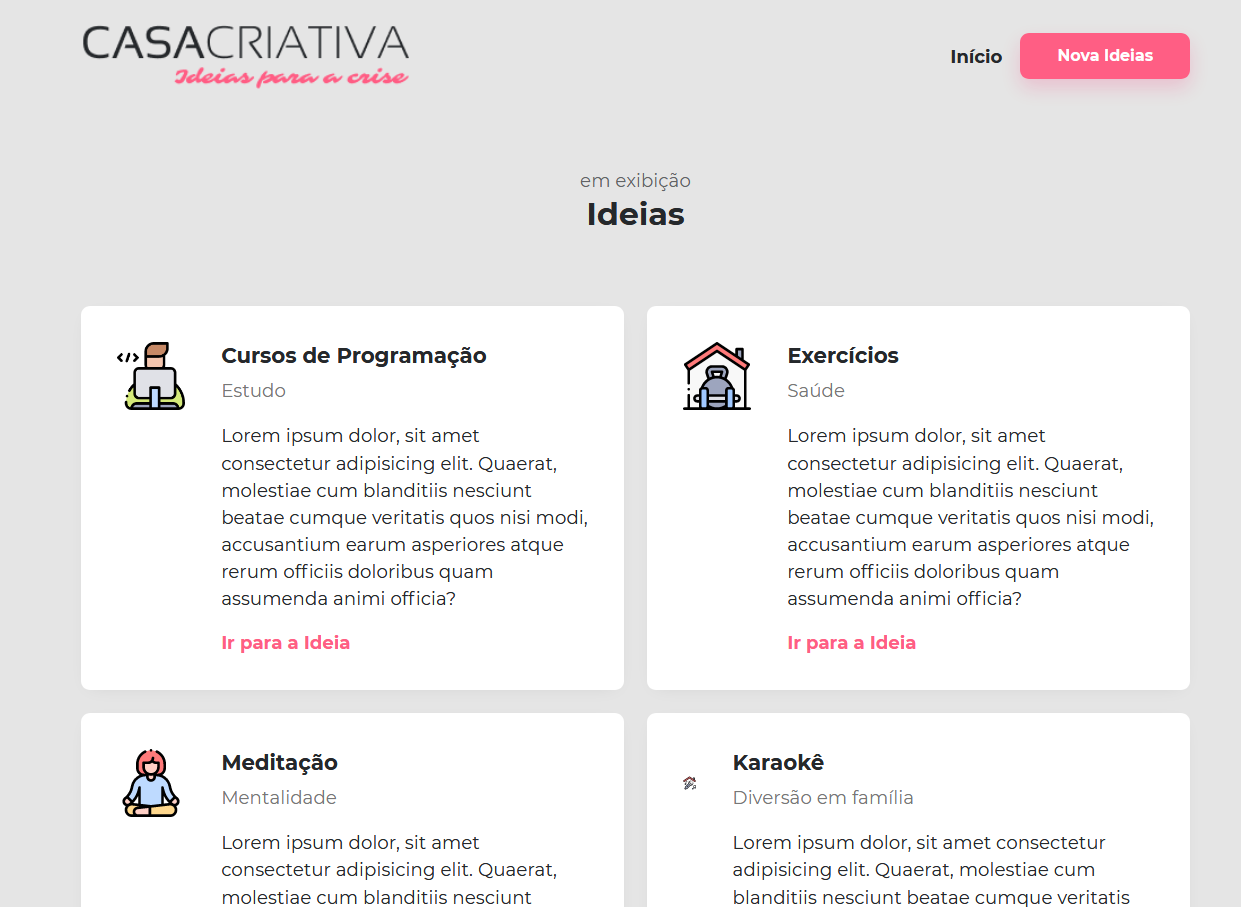 CASACRIATIVA
Ideias para a crise
Início
Nova Ideias
em exibição
Ideias
Cursos de Programação
Estudo
Lorem ipsum dolor, sit amet
consectetur adipisicing elit. Quaerat,
molestiae cum blanditiis nesciunt
beatae cumque veritatis quos nisi modi,
accusantium earum asperiores atque
rerum officiis doloribus quam
assumenda animi officia?
Ir para a Ideia
Exercícios
Saúde
Lorem ipsum dolor, sit amet
consectetur adipisicing elit. Quaerat,
molestiae cum blanditiis nesciunt
beatae cumque veritatis quos nisi modi,
accusantium earum asperiores atque
rerum officiis doloribus quam
assumenda animi officia?
Ir para a Ideia
Meditação
Mentalidade
Lorem ipsum dolor, sit amet
consectetur adipisicing elit. Quaerat,
molestiae cum blanditiis nesciunt
Karaokê
Diversão em família
Lorem ipsum dolor, sit amet consectetur
adipisicing elit. Quaerat, molestiae cum
blanditiis nesciunt beatae cumque veritatis